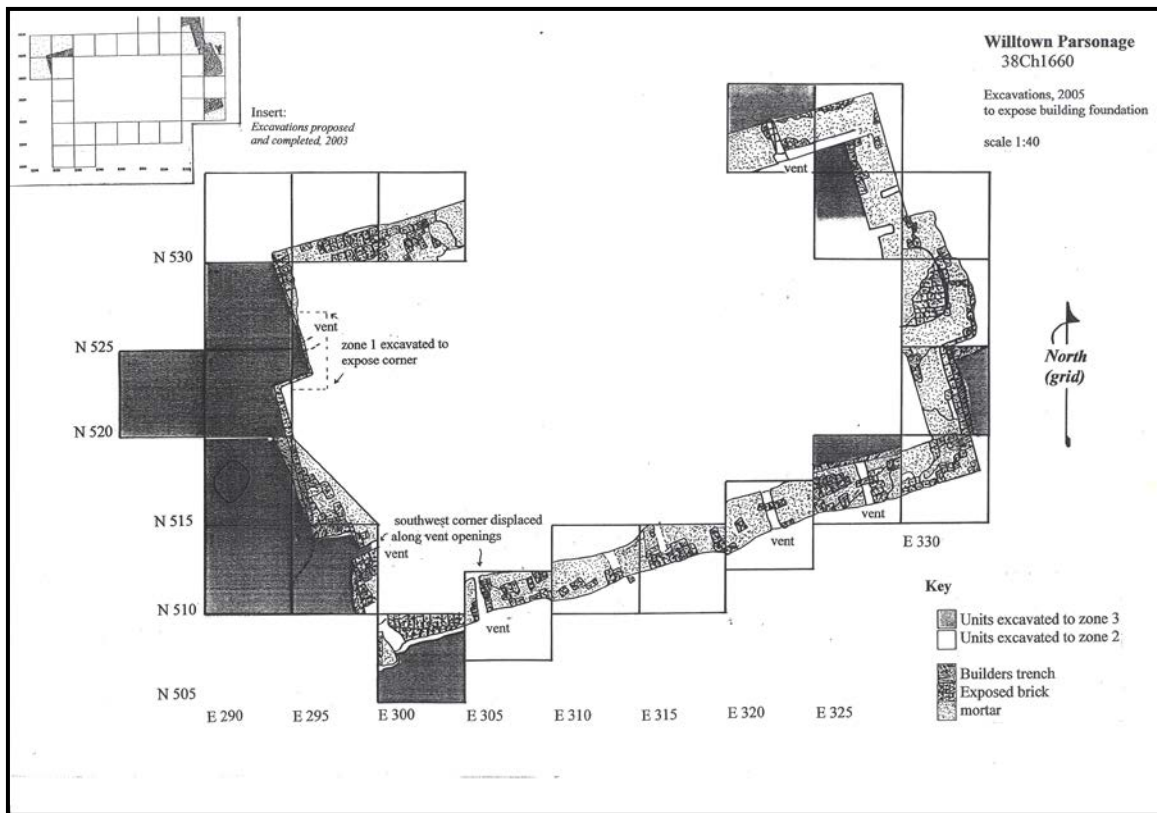 Willtown Parsonage
38Ch1660
Excavations, 2005
to expose building foundation
scale 1:40
Insert:
Excavations proposed
and completed, 2003
vent
N 530
vent
N 525
zone 1 excavated to
expose corner
North
(grid)
N 520
N 515
southwest corner displaced
along vent openings
vent
vent
vent
E 330
N 510
vent
Key
Units excavated to zone 3
Units excavated to zone 2
Builders trench
Exposed brick
mortar
N 505
E 290
E 295
E 300
E 305
E 310
E 315
E 320
E 325